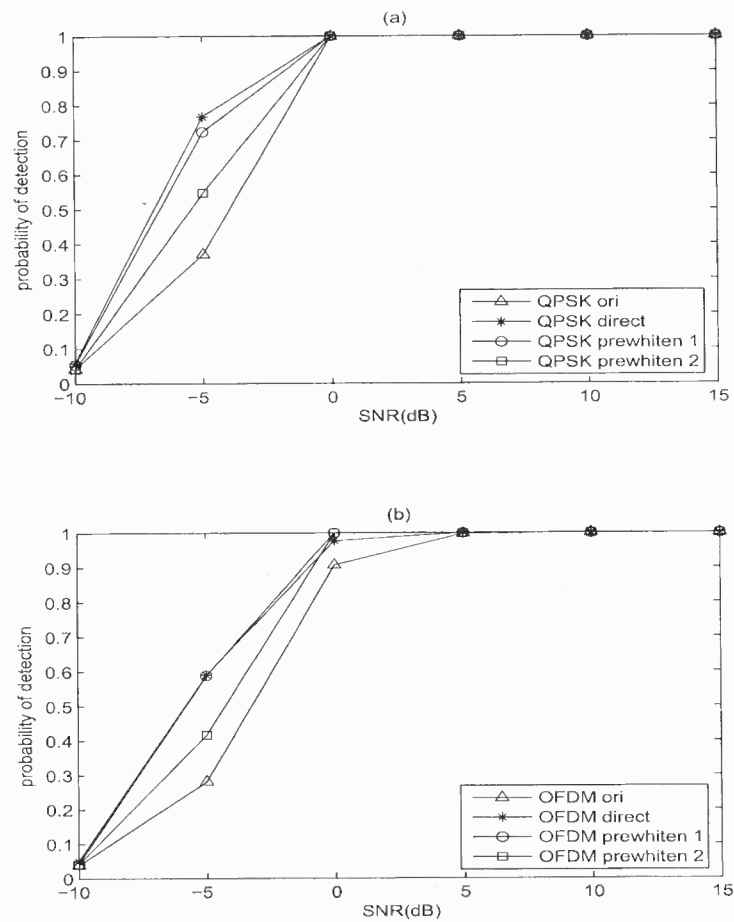 (a)
1
0.9
0.8
0.7
0.6
0.5
0.4
0.3
0.2
0.1
0
probability of detection
QPSK ori
QPSK direct
QPSK prewhiten 1
QPSK prewhiten 2
−10
−5
0
5
10
15
SNR(dB)
(b)
1
0.9
0.8
0.7
0.6
0.5
0.4
0.3
0.2
0.1
0
probability of detection
OFDM ori
OFDM direct
OFDM prewhiten 1
OFDM prewhiten 2
−10
−5
0
5
10
15
SNR(dB)